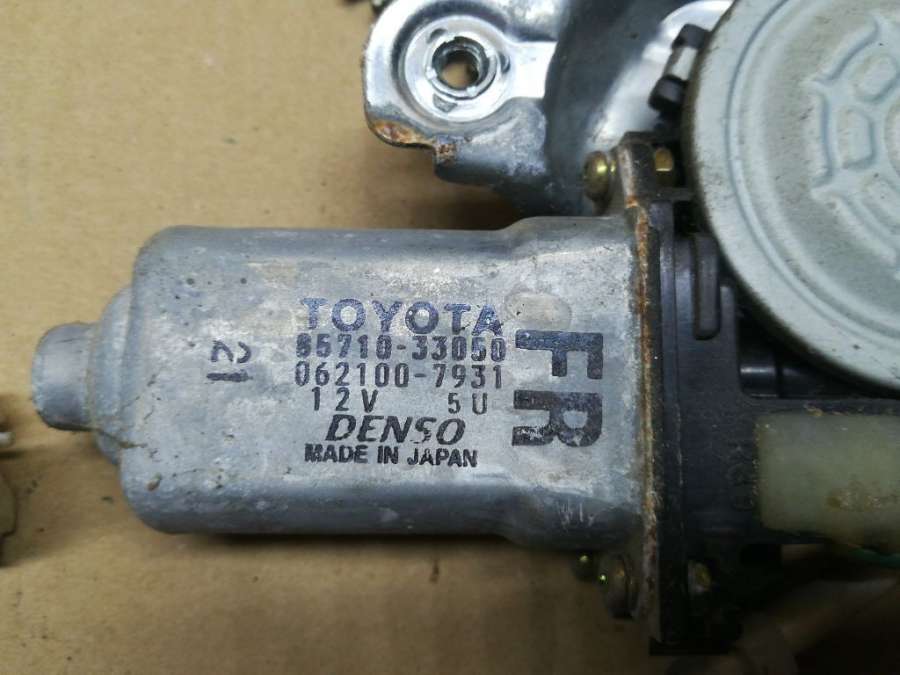 TOYOTA
85710-33050
062100-7931
12V 5U
DENSO
MADE IN JAPAN
FR
21